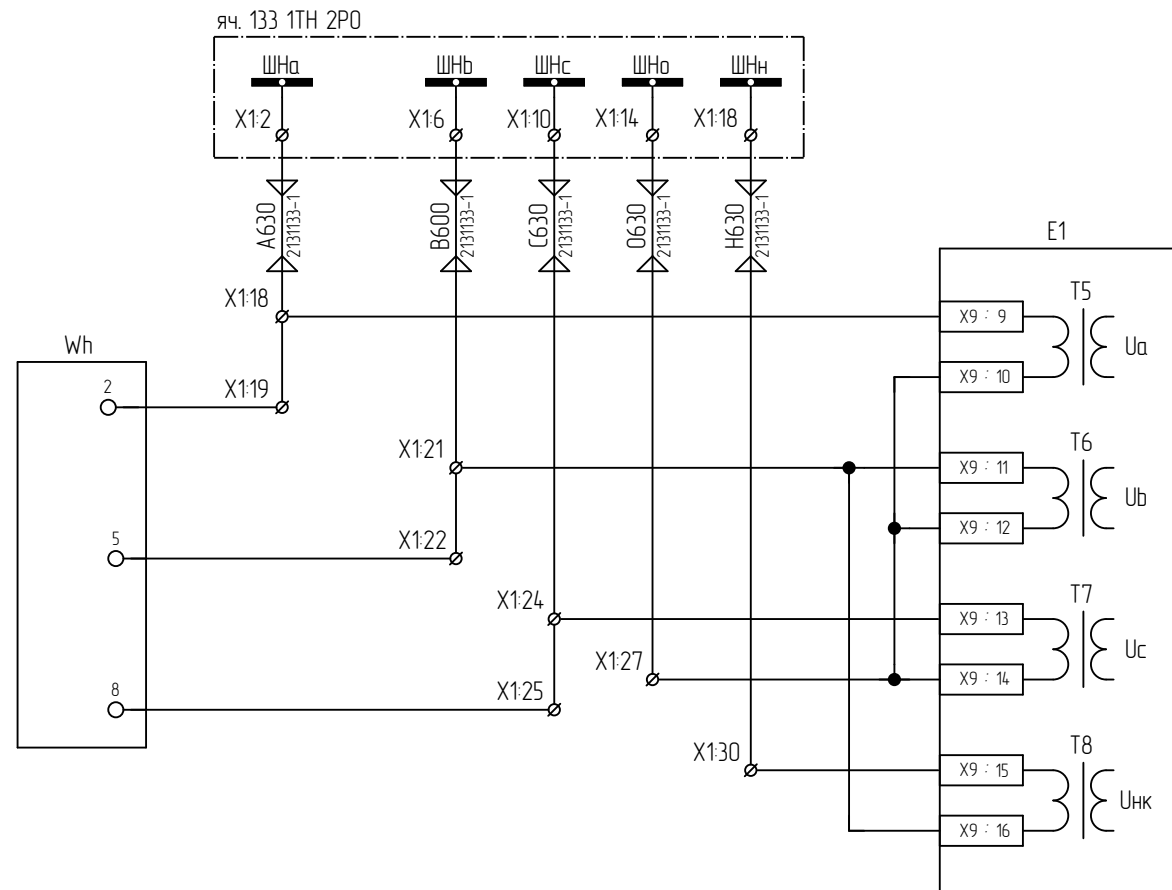 яч. 133 1ТН 2РО
ШНа
ШНb
ШНс
ШНо
ШНн
Х1:2
Х1:6
Х1:10
Х1:14
Х1:18
А630
2131133-1
В600
2131133-1
С630
2131133-1
О630
2131133-1
Н630
2131133-1
Е1
Х1:18
Х9 : 9
Т5
Uа
Wh
2
Х1:19
Х9 : 10
Х1:21
Х9 : 11
Т6
Ub
5
Х1:22
Х9 : 12
Х1:24
Х9 : 13
Т7
Uс
Х1:27
Х9 : 14
8
Х1:25
Х1:30
Х9 : 15
Т8
Uнк
Х9 : 16